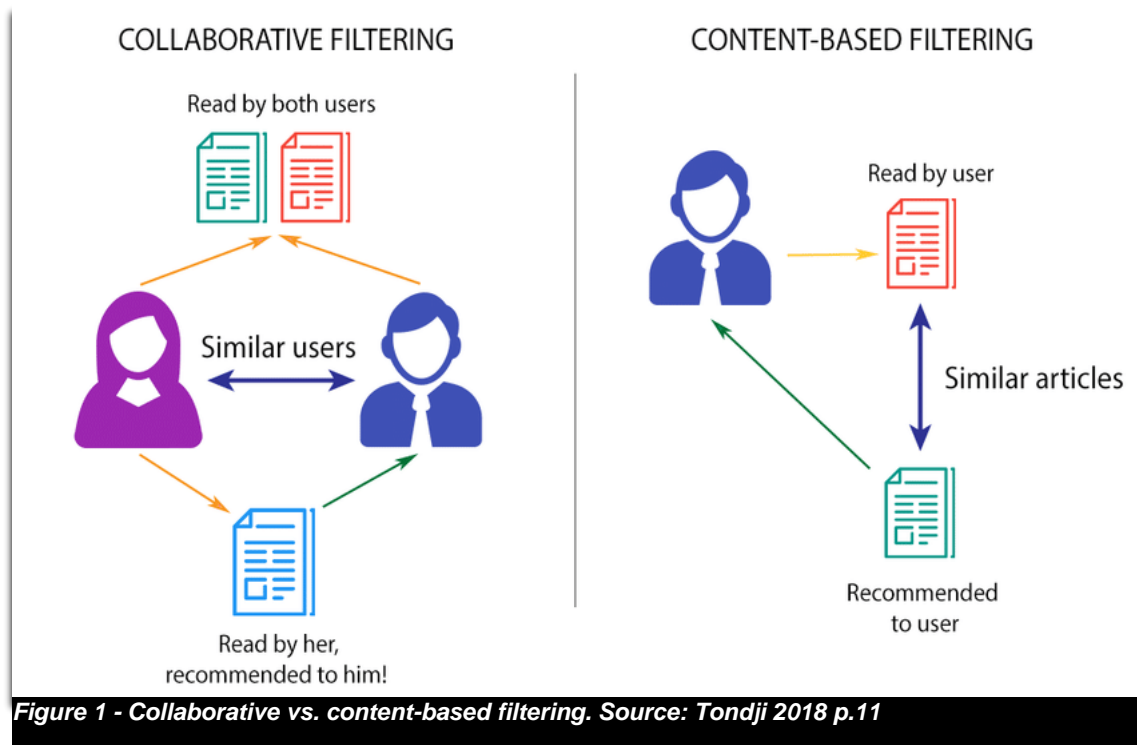 COLLABORATIVE FILTERING
Read by both users
Similar users
Read by her,
recommended to him!
CONTENT-BASED FILTERING
Read by user
Similar articles
Recommended
to user
Figure 1 - Collaborative vs. content-based filtering. Source: Tondji 2018 p.11